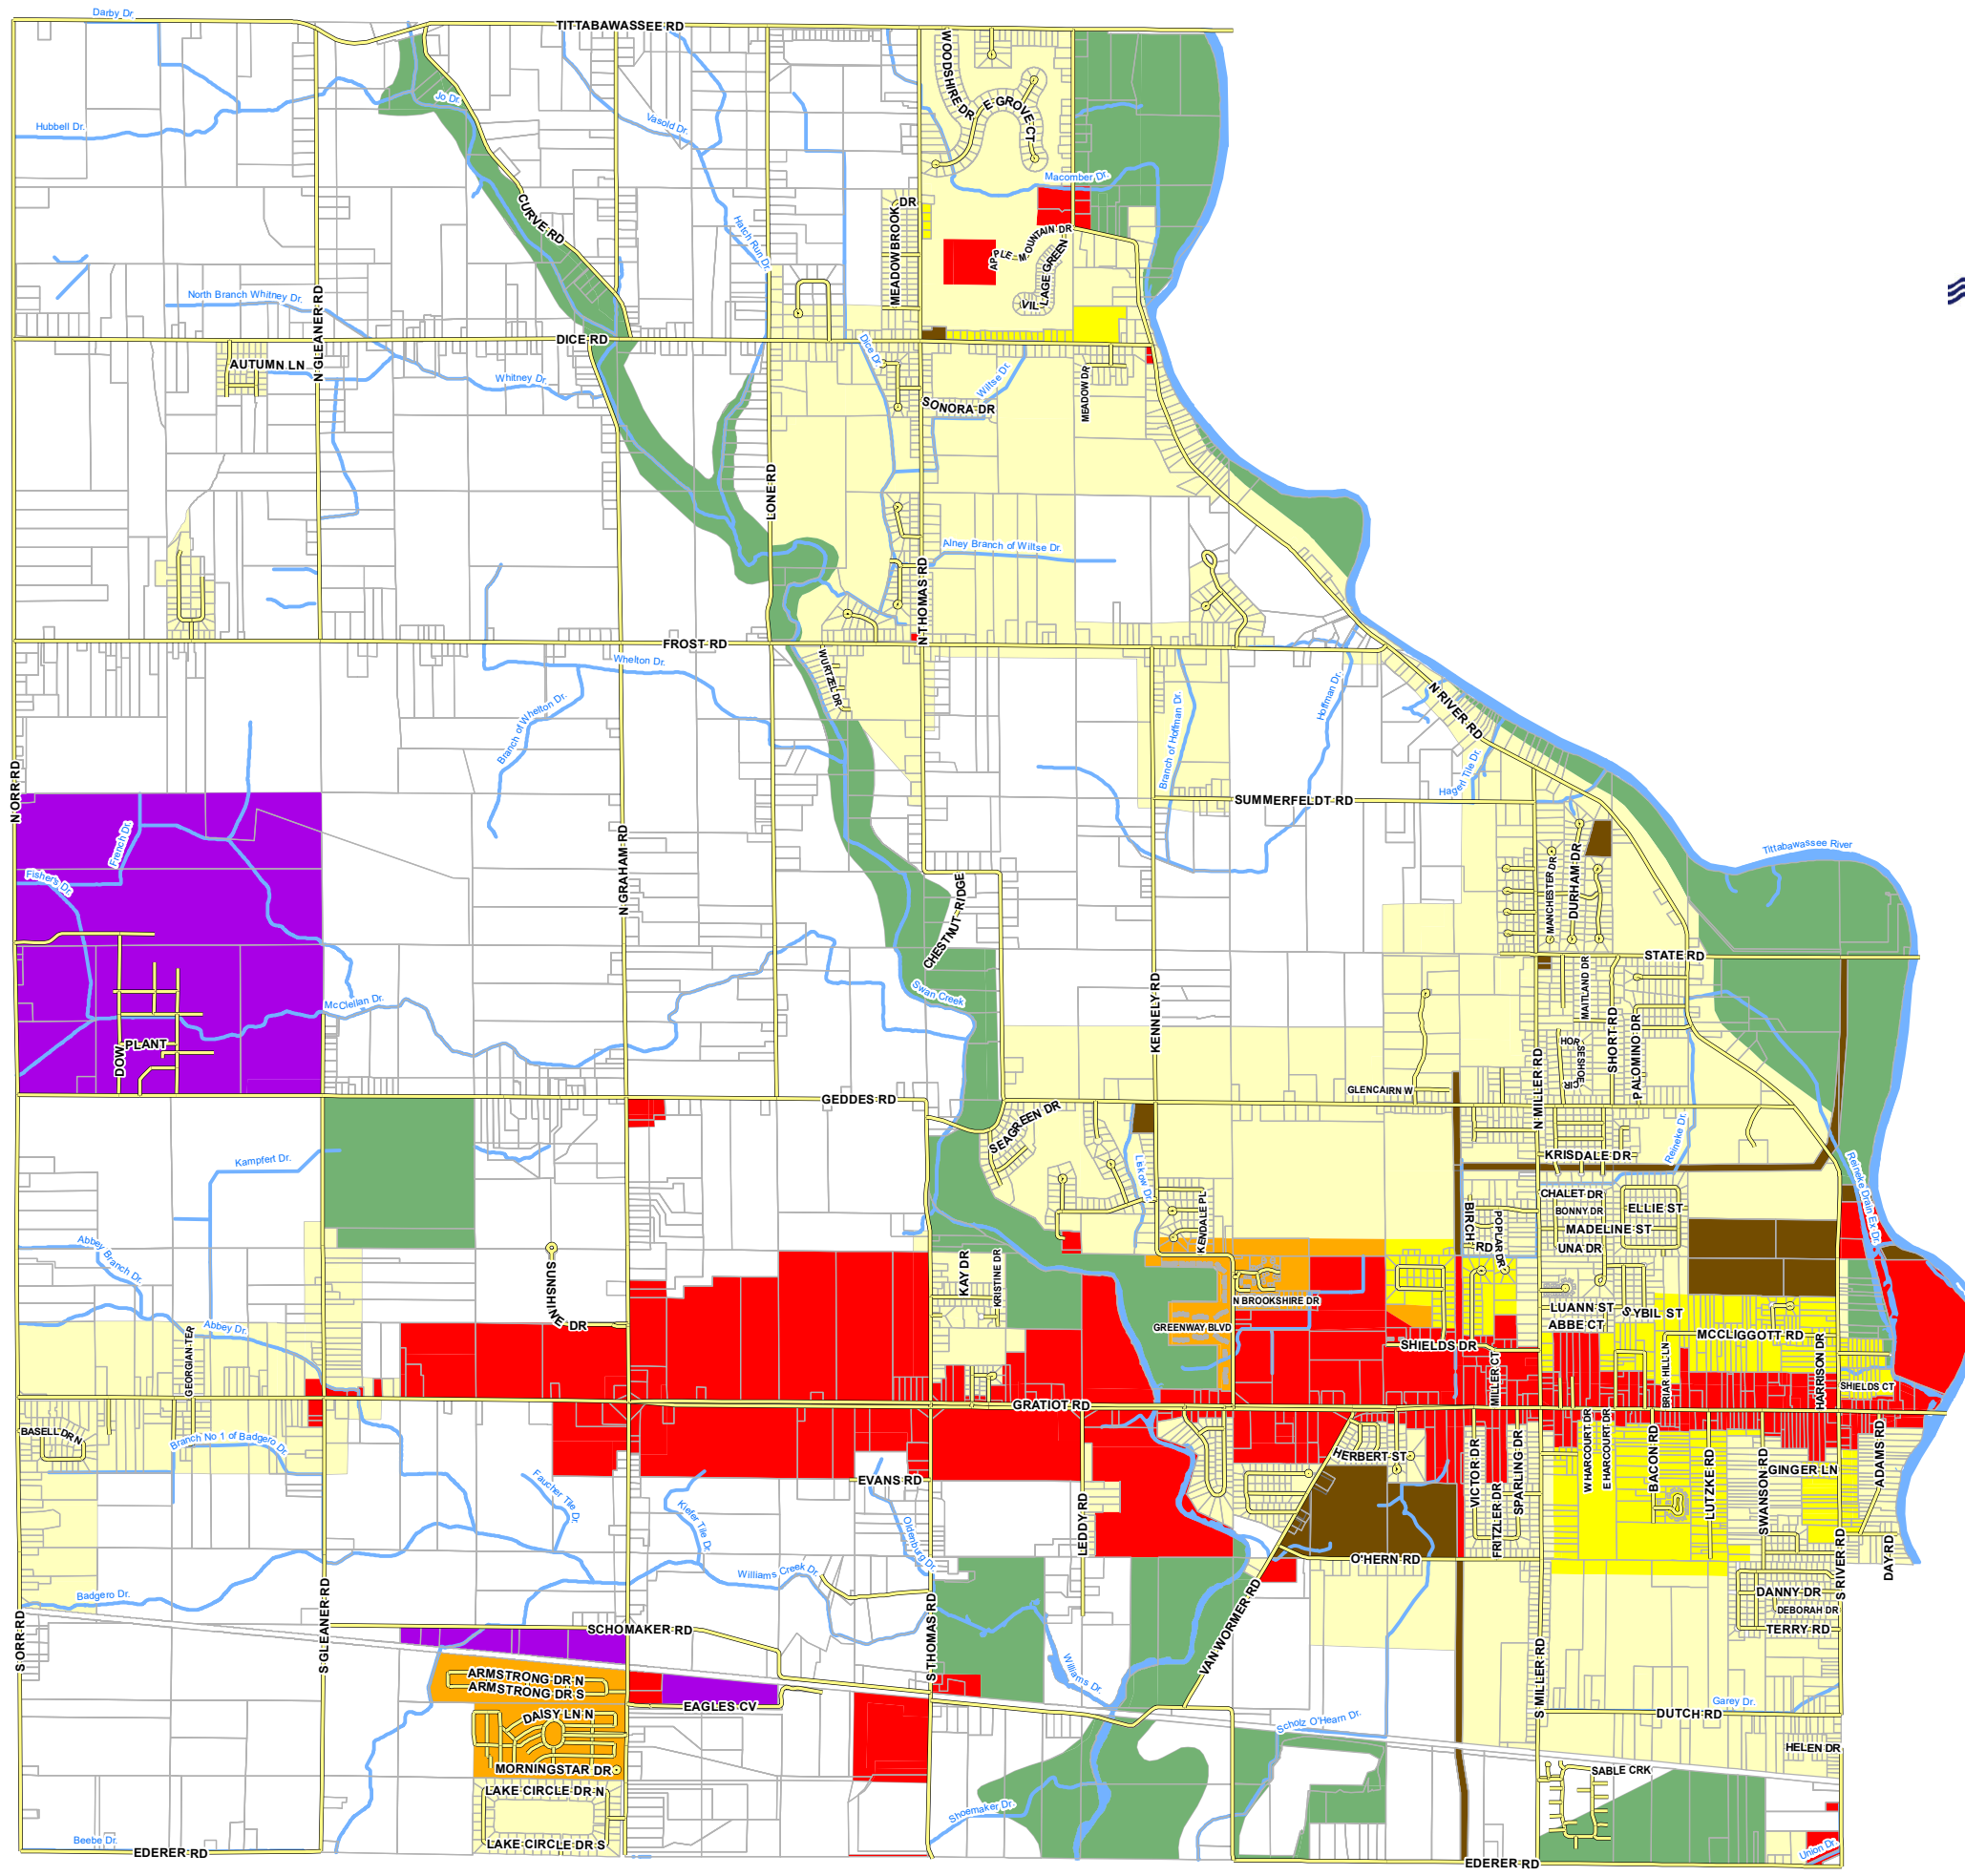 Darby Dr.
TITTABAWASSEE RD
WOODSHIRE DR
E GROVE CT
Jo Dr.
Hubbell Dr.
Vasold Dr.
Macomber Dr.
CURVE RD
MEADOWBROOK DR
Hatch Run Dr.
APPLE MOUNTAIN DR
VILLAGE GREEN
North Branch Whitney Dr.
N GLEANER RD
DICE RD
Dice Dr.
AUTUMN LN
Whitney Dr.
Wiltse Dr.
MEADOW DR
SONORA DR
LONE RD
Alney Branch of Wiltse Dr.
N THOMAS RD
FROST RD
Whelton Dr.
WURTZEL DR
Branch of Whelton Dr.
Branch of Hoffman Dr.
Hoffman Dr.
N RIVER RD
Hagerl Tile Dr.
N ORR RD
SUMMERFELDT RD
French Dr.
Fishers Dr.
N GRAHAM RD
Tittabawassee River
MANCHESTER DR
DURHAM DR
CHESTNUT RIDGE
STATE RD
Swan Creek
McClellan Dr.
KENNELY RD
MAITLAND DR
SHORT RD
PALOMINO DR
HORSESHOE CIR
DOW PLANT
N MILLER RD
GLENCAIRN W
GEDDES RD
SEAGREEN DR
Liskow Dr.
Reineke Dr.
KRISDALE DR
Kampfert Dr.
Reineke Drain Ex Dr.
KENDALE PL
BIRCH RD
POPLAR DR
CHALET DR
BONNY DR
ELLIE ST
MADELINE ST
UNA DR
Abbey Branch Dr.
SUNSHINE DR
KAY DR
KRISTINE DR
N BROOKSHIRE DR
GREENWAY BLVD
LUANN ST
SYBIL ST
ABBE CT
Abbey Dr.
SHIELDS DR
MCCLIGGOTT RD
GEORGIAN TER
MILLER CT
BRIAR HILL LN
HARRISON DR
SHIELDS CT
GRATIOT RD
BASELL DR N
Branch No 1 of Badgero Dr.
HERBERT ST
VICTOR DR
FRITZLER DR
SPARLING DR
W HARCOURT DR
E HARCOURT DR
BACON RD
LUTZKE RD
SWANSON RD
GINGER LN
ADAMS RD
EVANS RD
Faucher Tile Dr.
Kiefer Tile Dr.
Oldenburg Dr.
LEDDY RD
O'HERN RD
S RIVER RD
DAY RD
Badgero Dr.
Williams Creek Dr.
DANNY DR
DEBORAH DR
TERRY RD
SCHOMAKER RD
S ORR RD
S GLEANER RD
S THOMAS RD
VAN WORMER RD
S MILLER RD
Williams Dr.
ARMSTRONG DR N
ARMSTRONG DR S
EAGLES CV
DAISY LN N
Garey Dr.
DUTCH RD
Scholz O'Hearn Dr.
HELEN DR
MORNINGSTAR DR
SABLE CRK
LAKE CIRCLE DR N
Shoemaker Dr.
LAKE CIRCLE DR S
Beebe Dr.
EDERER RD
EDERER RD
Union Dr.